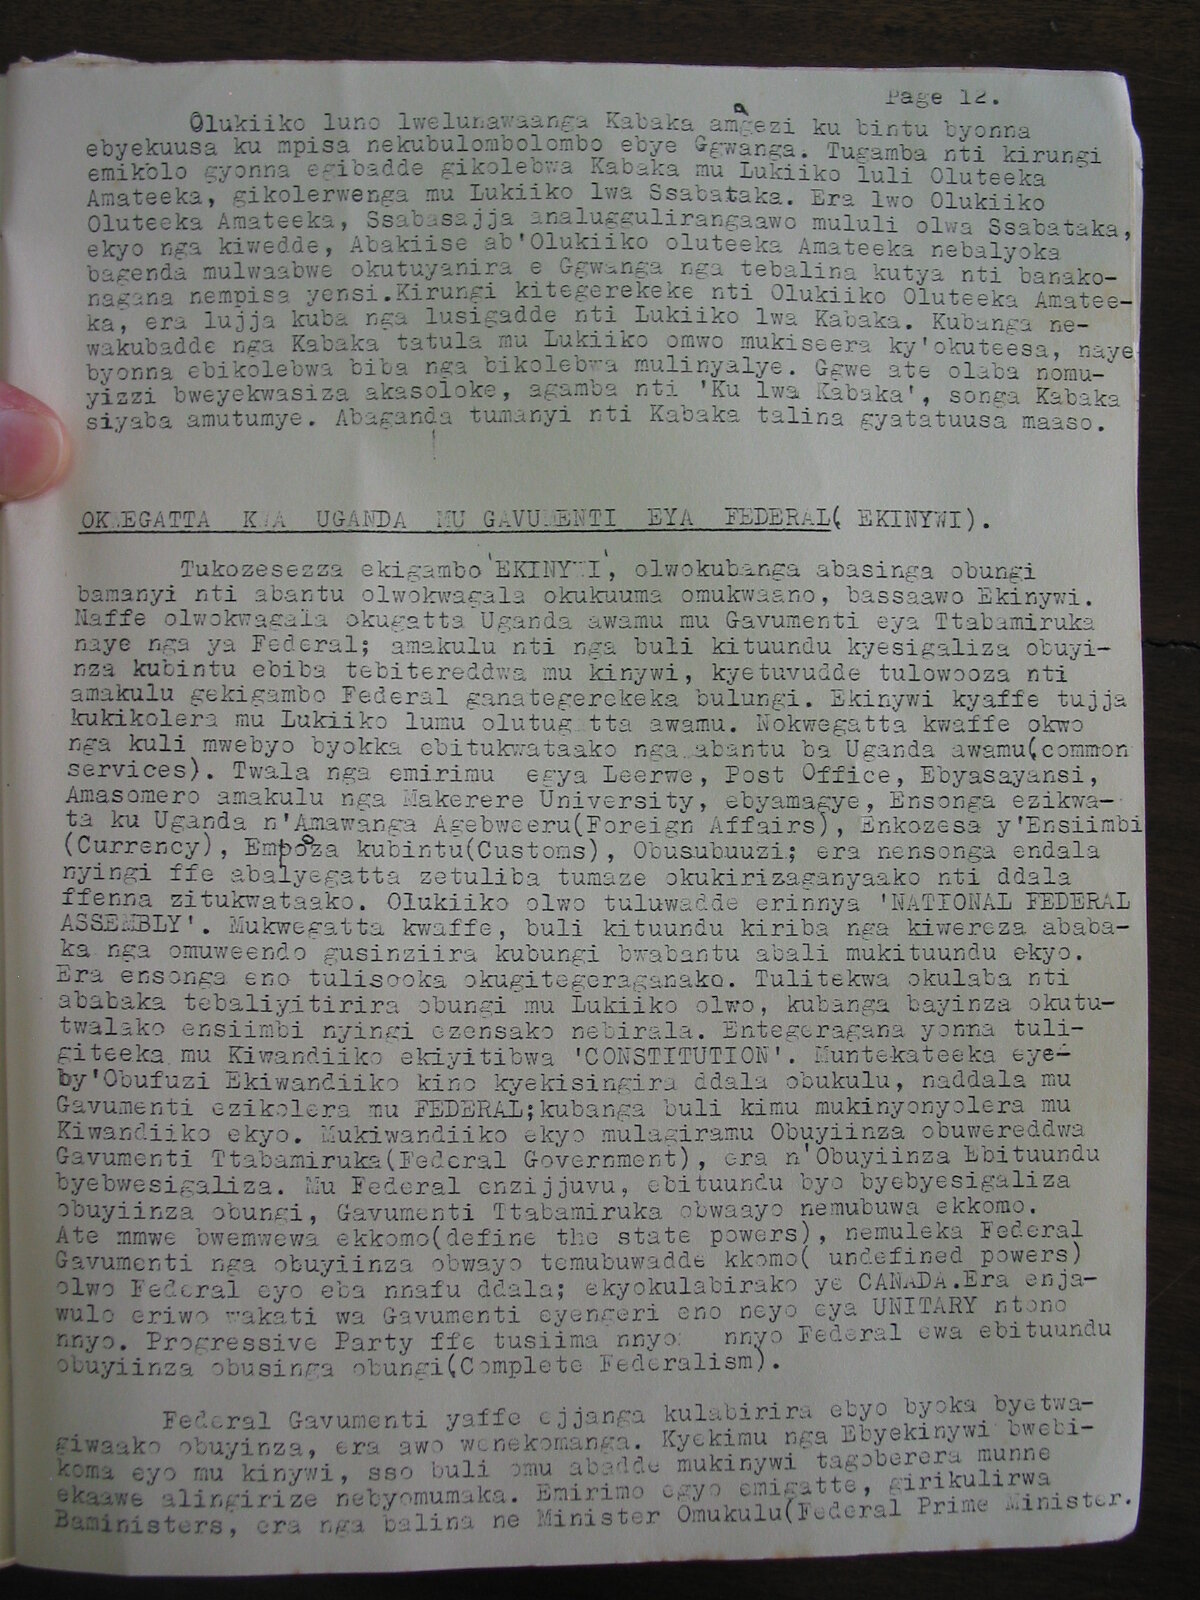 Page 12.
Olukiiko luno lwelunawaanga Kabaka amagezi ku bintu byonna
ebyekuusa ku mpisa nekubulombolombo ebye Ggwanga. Tugamba nti kirungi
emikolo gyonna egibadde gikolebwa Kabaka mu Lukiiko luli Oluteeka
Amateeka, gikolerwenga mu Lukiiko lwa Ssabataka. Era lwo Olukiiko
Oluteeka Amateeka, Ssabasajja analuggulirangaawo mululi olwa Ssabataka,
ekyo nga kiwedde, Abakiise ab'Olukiiko oluteeka Amateeka nebalyoka
bagenda mulwaabwe okutuyanira e Ggwanga nga tebalina kutya nti banako-
nagana nempisa yensi.Kirungi kitegerekeke nti Olukiiko Oluteeka Amatee-
ka, era lujja kuba nga lusigadde nti Lukiiko lwa Kabaka. Kubanga ne-
wakubadde nga Kabaka tatula mu Lukiiko omwo mukiseera ky'okuteesa, naye
byonna ebikolebwa biba nga bikolebwa mulinyalye. Ggwe ate olaba nomu-
yizzi bweyekwasiza akasoloke, agamba nti 'Ku lwa Kabaka', songa Kabaka
siyaba amutumye. Abaganda tumanyi nti Kabaka talina gyatatuusa maaso.
OKWEGATTA KWA UGANDA MU GAVUMENTI EYA FEDERAL( EKINYWI).
Tukozesezza ekigambo 'EKINYWI', olwokubanga abasinga obungi
bamanyi nti abantu olwokwagala okukuuma omukwaano, bassaawo Ekinywi.
Naffe olwokwagala okugatta Uganda awamu mu Gavumenti eya Ttabamiruka
naye nga ya Federal; amakulu nti nga buli kituundu kyesigaliza obuyi-
nza kubintu ebiba tebitereddwa mu kinywi, kyetuvudde tulowooza nti
amakulu gekigambo Federal ganategerekeka bulungi. Ekinywi kyaffe tujja
kukikolera mu Lukiiko lumu olutugatta awamu. Nokwegatta kwaffe okwo
nga kuli mwebyo byokka ebitukwataako nga abantu ba Uganda awamu(common
services). Twala nga emirimu egya Leerwe, Post Office, Ebyasayansi,
Amasomero amakulu nga Makerere University, ebyamagye, Ensonga ezikwa-
ta ku Uganda n'Amawanga Agebweeru(Foreign Affairs), Enkozesa y'Ensiimbi
(Currency), Empooza kubintu(Customs), Obusubuuzi; era nensonga endala
nyingi ffe abalyegatta zetuliba tumaze okukirizaganyaako nti ddala
ffenna zitukwataako. Olukiiko olwo tuluwadde erinnya 'NATIONAL FEDERAL
ASSEMBLY'. Mukwegatta kwaffe, buli kituundu kiriba nga kiwereza ababa-
ka nga omuweendo gusinziira kubungi bwabantu abali mukituundu ekyo.
Era ensonga eno tulisooka okugitegeraganako. Tulitekwa okulaba nti
ababaka tebaliyitirira obungi mu Lukiiko olwo, kubanga bayinza okutu-
twalako ensiimbi nyingi ezensako nebirala. Entegeragana yonna tuli-
giteeka mu Kiwandiiko ekiyitibwa 'CONSTITUTION'. Muntekateeka eye-
by'Obufuzi Ekiwandiiko kino kyekisingira ddala obukulu, naddala mu
Gavumenti ezikolera mu FEDERAL;kubanga buli kimu mukinyonyolera mu
Kiwandiiko ekyo. Mukiwandiiko ekyo mulagiramu Obuyiinza obuwereddwa
Gavumenti Ttabamiruka(Federal Government), era n'Obuyiinza Ebituundu
byebwesigaliza. Mu Federal enzijjuvu, ebituundu byo byebyesigaliza
obuyiinza obungi, Gavumenti Ttabamiruka obwaayo nemubuwa ekkomo.
Ate mmwe bwemwewa ekkomo(define the state powers), nemuleka Federal
Gavumenti nga obuyiinza obwayo temubuwadde kkomo( undefined powers)
olwo Federal eyo eba nnafu ddala; ekyokulabirako ye CANADA.Era enja-
wulo eriwo wakati wa Gavumenti eyengeri eno neyo eya UNITARY ntono
nnyo. Progressive Party ffe tusiima nnyo nnyo Federal ewa ebituundu
obuyiinza obusinga obungi(Complete Federalism).
Federal Gavumenti yaffe ejjanga kulabirira ebyo byoka byetwa-
giwaako obuyinza, era awo wenekomanga. Kyekimu nga Ebyekinywi bwebi-
koma eyo mu kinywi, sso buli omu abadde mukinywi tagoberera munne
ekaawe alingirize nebyomumaka. Emirimo egyo emigatte, girikulirwa
Baministers, era nga balina ne Minister Omukulu(Federal Prime Minister.